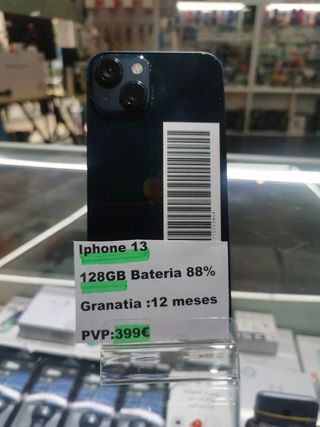 Iphone 13
128GB Bateria 88%
Granatia :12 meses
PVP:399€